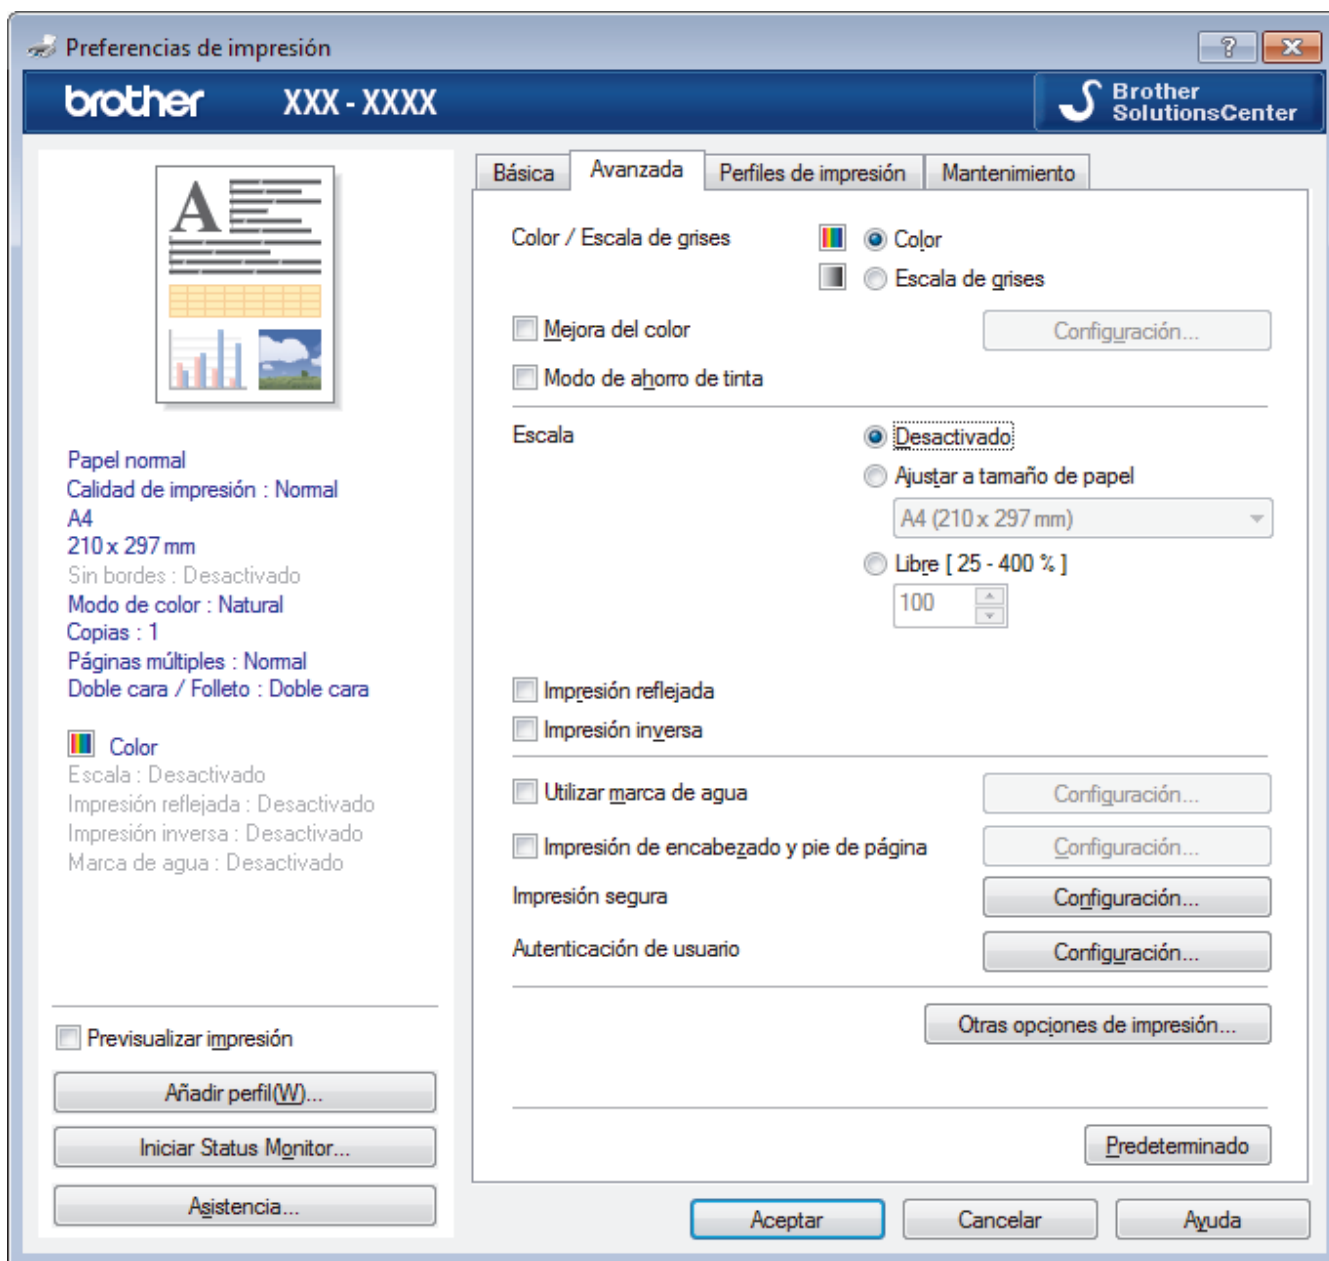 Preferencias de impresión
brother XXX - XXXX
Brother
SolutionsCenter
A
Papel normal
Calidad de impresión : Normal
A4
210 x 297 mm
Sin bordes : Desactivado
Modo de color : Natural
Copias : 1
Páginas múltiples : Normal
Doble cara / Folleto : Doble cara
Color
Escala : Desactivado
Impresión reflejada : Desactivado
Impresión inversa : Desactivado
Marca de agua : Desactivado
Previsualizar impresión
Añadir perfil(W)...
Iniciar Status Monitor...
Asistencia...
Básica Avanzada Perfiles de impresión Mantenimiento
Color / Escala de grises Color
Escala de grises
Mejora del color Configuración...
Modo de ahorro de tinta
Escala Desactivado
Ajustar a tamaño de papel
A4 (210 x 297 mm)
Libre [ 25 - 400 % ]
100
Impresión reflejada
Impresión inversa
Utilizar marca de agua Configuración...
Impresión de encabezado y pie de página Configuración...
Impresión segura Configuración...
Autenticación de usuario Configuración...
Otras opciones de impresión...
Predeterminado
Aceptar Cancelar Ayuda